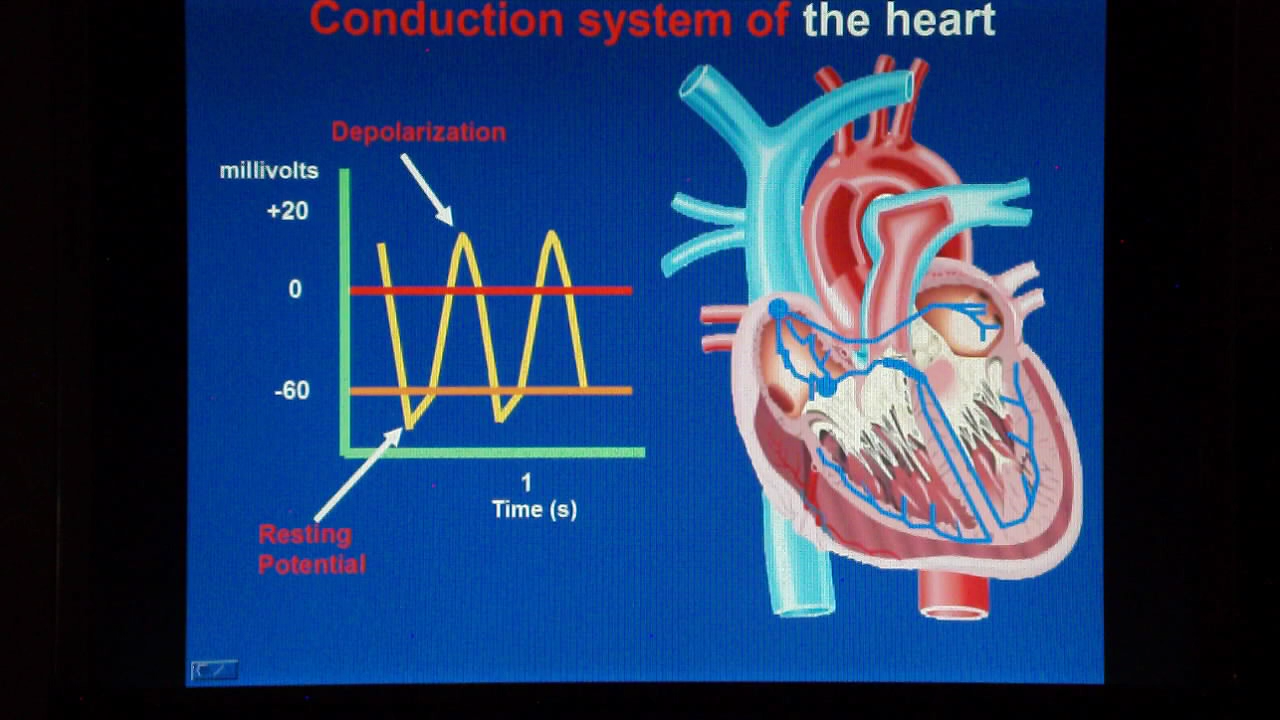 Conduction system of the heart
Depolarization
millivolts
+20
0
-60
1
Time (s)
Resting
Potential